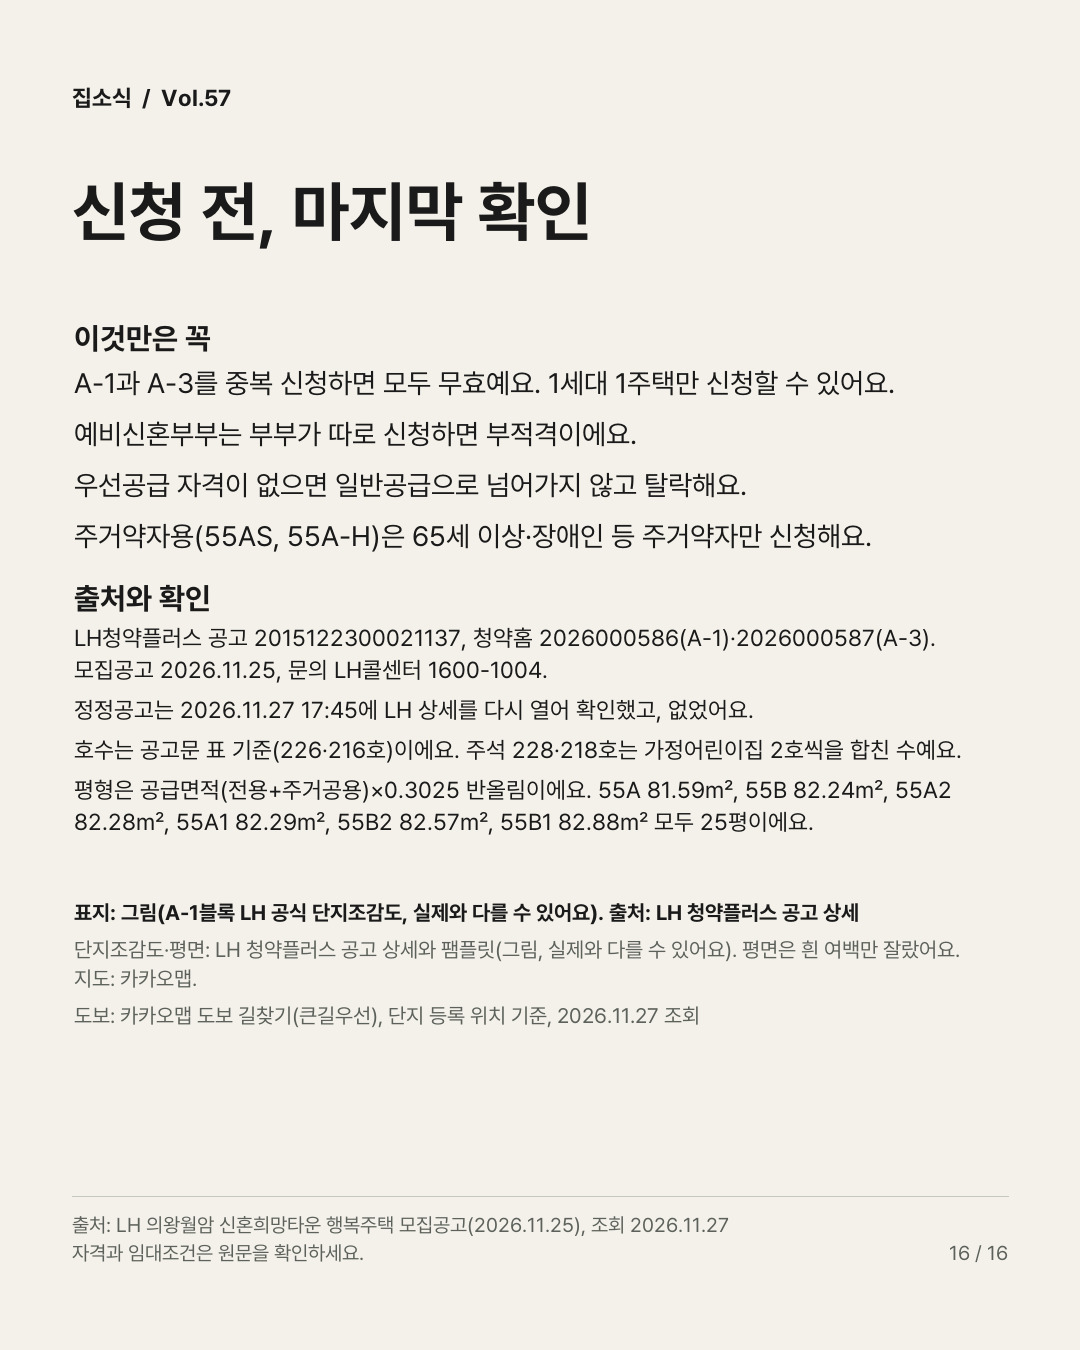 집소식 / Vol.57
신청 전, 마지막 확인
이것만은 꼭
A-1과 A-3를 중복 신청하면 모두 무효예요. 1세대 1주택만 신청할 수 있어요.
예비신혼부부는 부부가 따로 신청하면 부적격이에요.
우선공급 자격이 없으면 일반공급으로 넘어가지 않고 탈락해요.
주거약자용(55AS, 55A-H)은 65세 이상·장애인 등 주거약자만 신청해요.
출처와 확인
LH청약플러스 공고 2015122300021137, 청약홈 2026000586(A-1)·2026000587(A-3).
모집공고 2026.11.25, 문의 LH콜센터 1600-1004.
정정공고는 2026.11.27 17:45에 LH 상세를 다시 열어 확인했고, 없었어요.
호수는 공고문 표 기준(226·216호)이에요. 주석 228·218호는 가정어린이집 2호씩을 합친 수예요.
평형은 공급면적(전용+주거공용)×0.3025 반올림이에요. 55A 81.59m², 55B 82.24m², 55A2
82.28m², 55A1 82.29m², 55B2 82.57m², 55B1 82.88m² 모두 25평이에요.
표지: 그림(A-1블록 LH 공식 단지조감도, 실제와 다를 수 있어요). 출처: LH 청약플러스 공고 상세
단지조감도·평면: LH 청약플러스 공고 상세와 팸플릿(그림, 실제와 다를 수 있어요). 평면은 흰 여백만 잘랐어요.
지도: 카카오맵.
도보: 카카오맵 도보 길찾기(큰길우선), 단지 등록 위치 기준, 2026.11.27 조회
출처: LH 의왕월암 신혼희망타운 행복주택 모집공고(2026.11.25), 조회 2026.11.27
자격과 임대조건은 원문을 확인하세요.
16 / 16